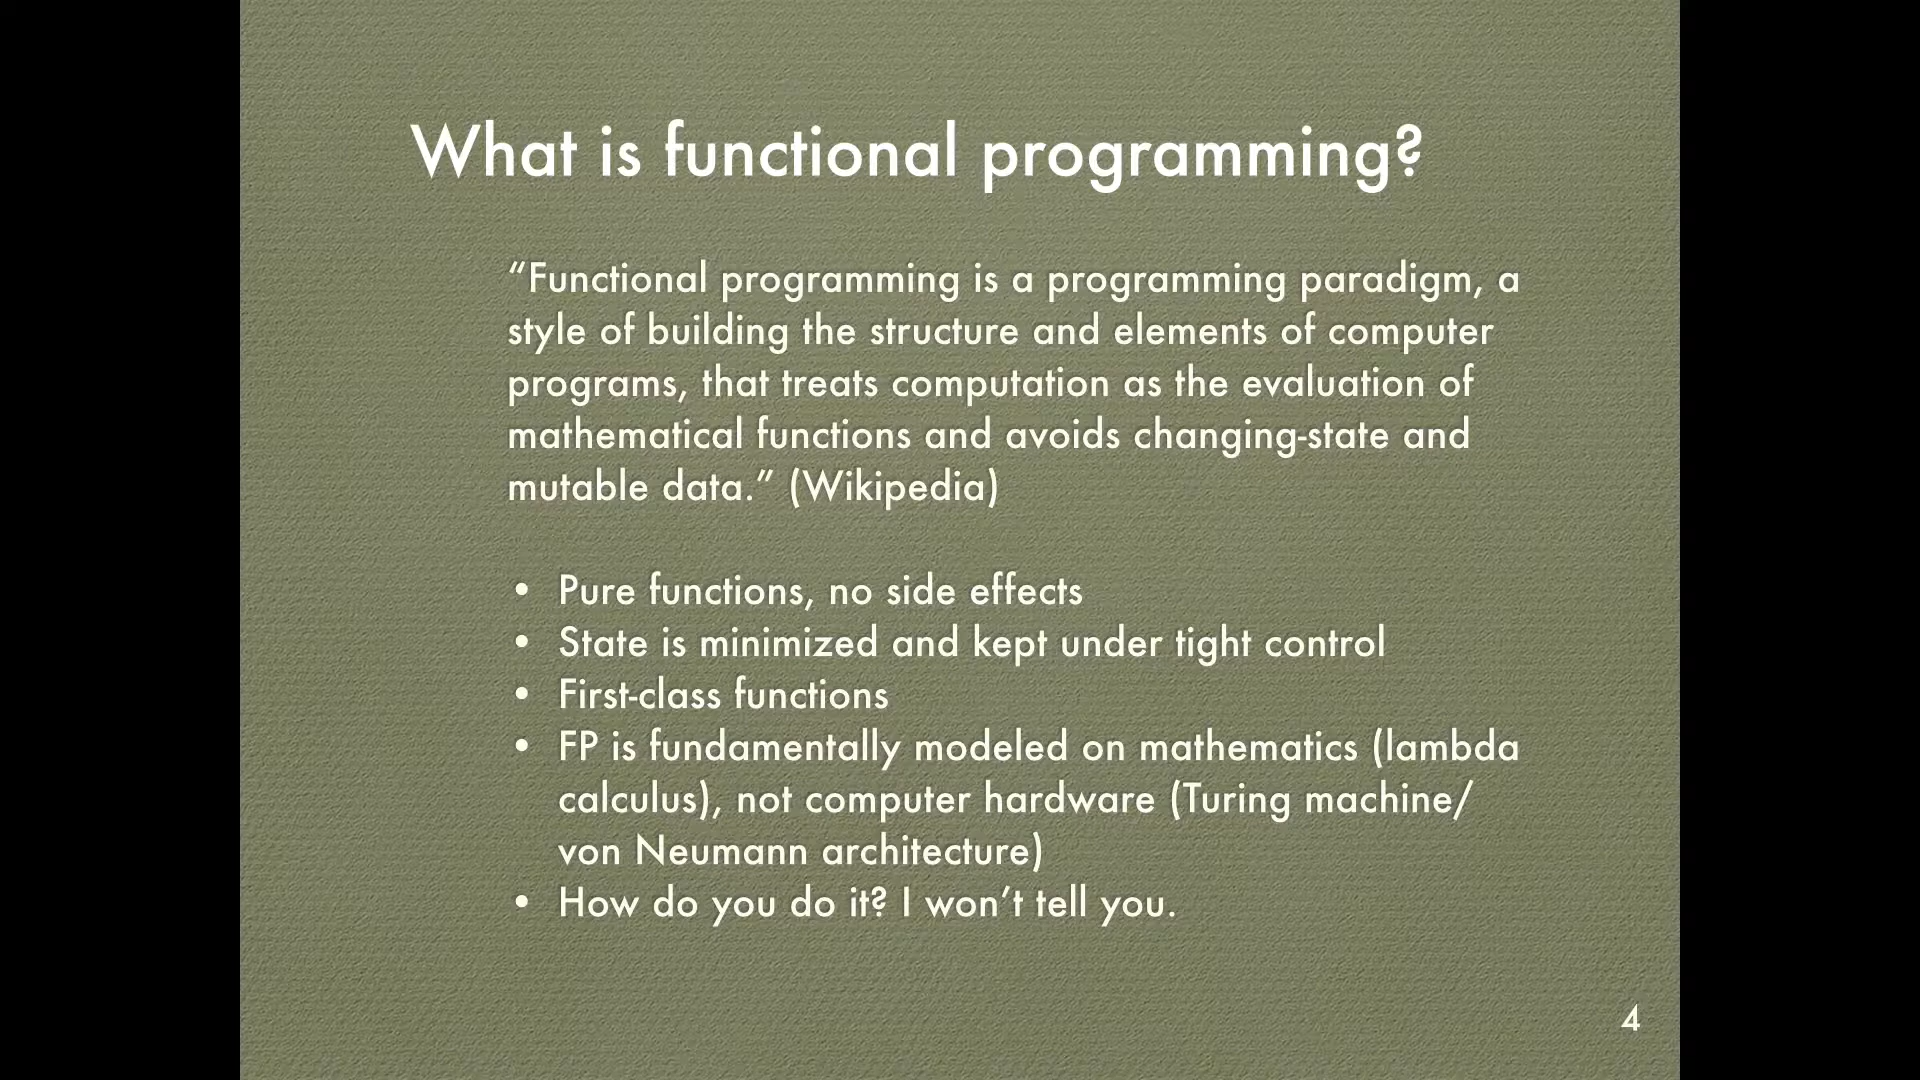 What is functional programming?
“Functional programming is a programming paradigm, a
style of building the structure and elements of computer
programs, that treats computation as the evaluation of
mathematical functions and avoids changing-state and
mutable data.” (Wikipedia)
• Pure functions, no side effects
• State is minimized and kept under tight control
• First-class functions
• FP is fundamentally modeled on mathematics (lambda
calculus), not computer hardware (Turing machine/
von Neumann architecture)
• How do you do it? I won’t tell you.
4